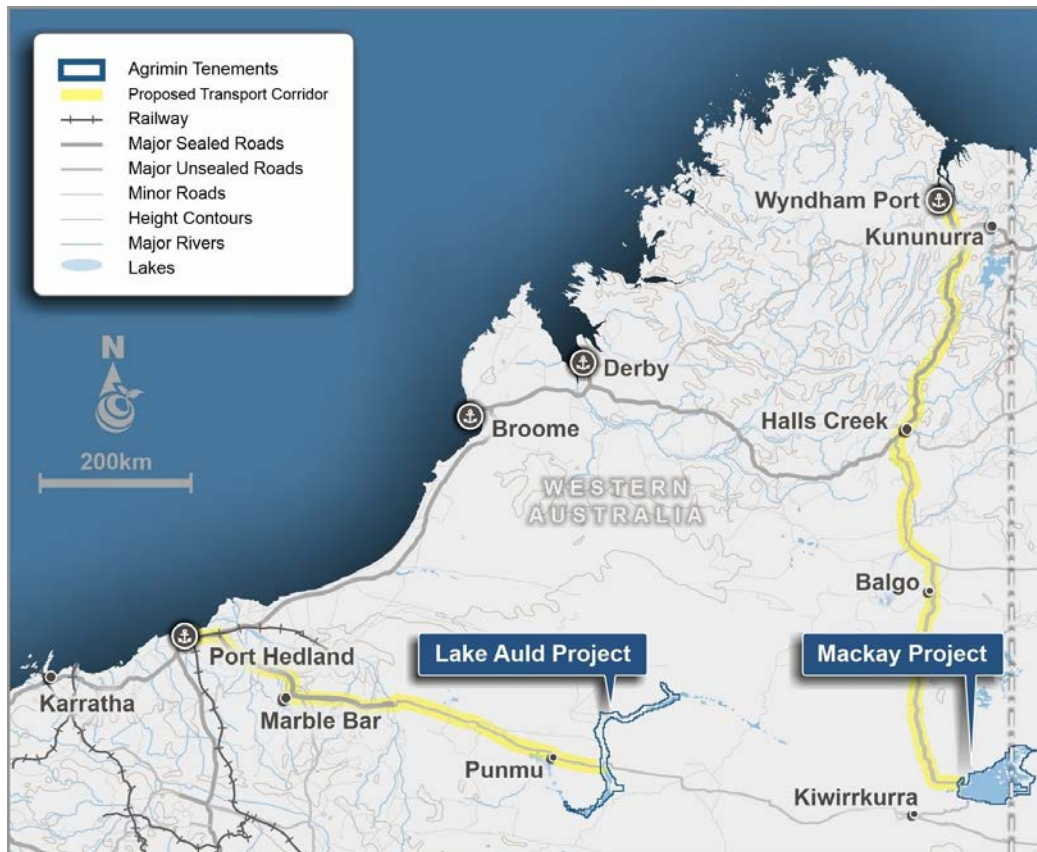 Agrimin Tenements
Proposed Transport Corridor
Railway
Major Sealed Roads
Major Unsealed Roads
Minor Roads
Height Contours
Major Rivers
Lakes
N
200km
Wyndham Port
Kununurra
Derby
Halls Creek
Broome
WESTERN
AUSTRALIA
Balgo
Lake Auld Project
Mackay Project
Port Hedland
Karratha
Marble Bar
Punmu
Kiwirrkurra